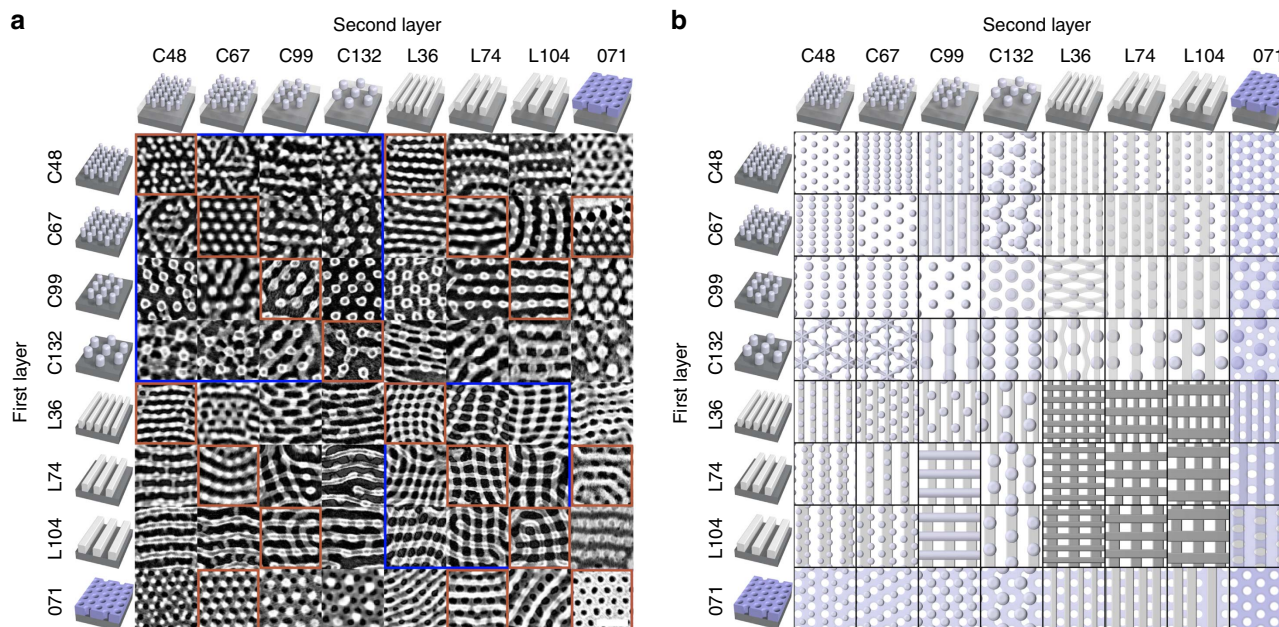 a
Second layer
C48 C67 C99 C132 L36 L74 L104 071
First layer
C48
C67
C99
C132
L36
L74
L104
071
b
Second layer
C48 C67 C99 C132 L36 L74 L104 071
First layer
C48
C67
C99
C132
L36
L74
L104
071